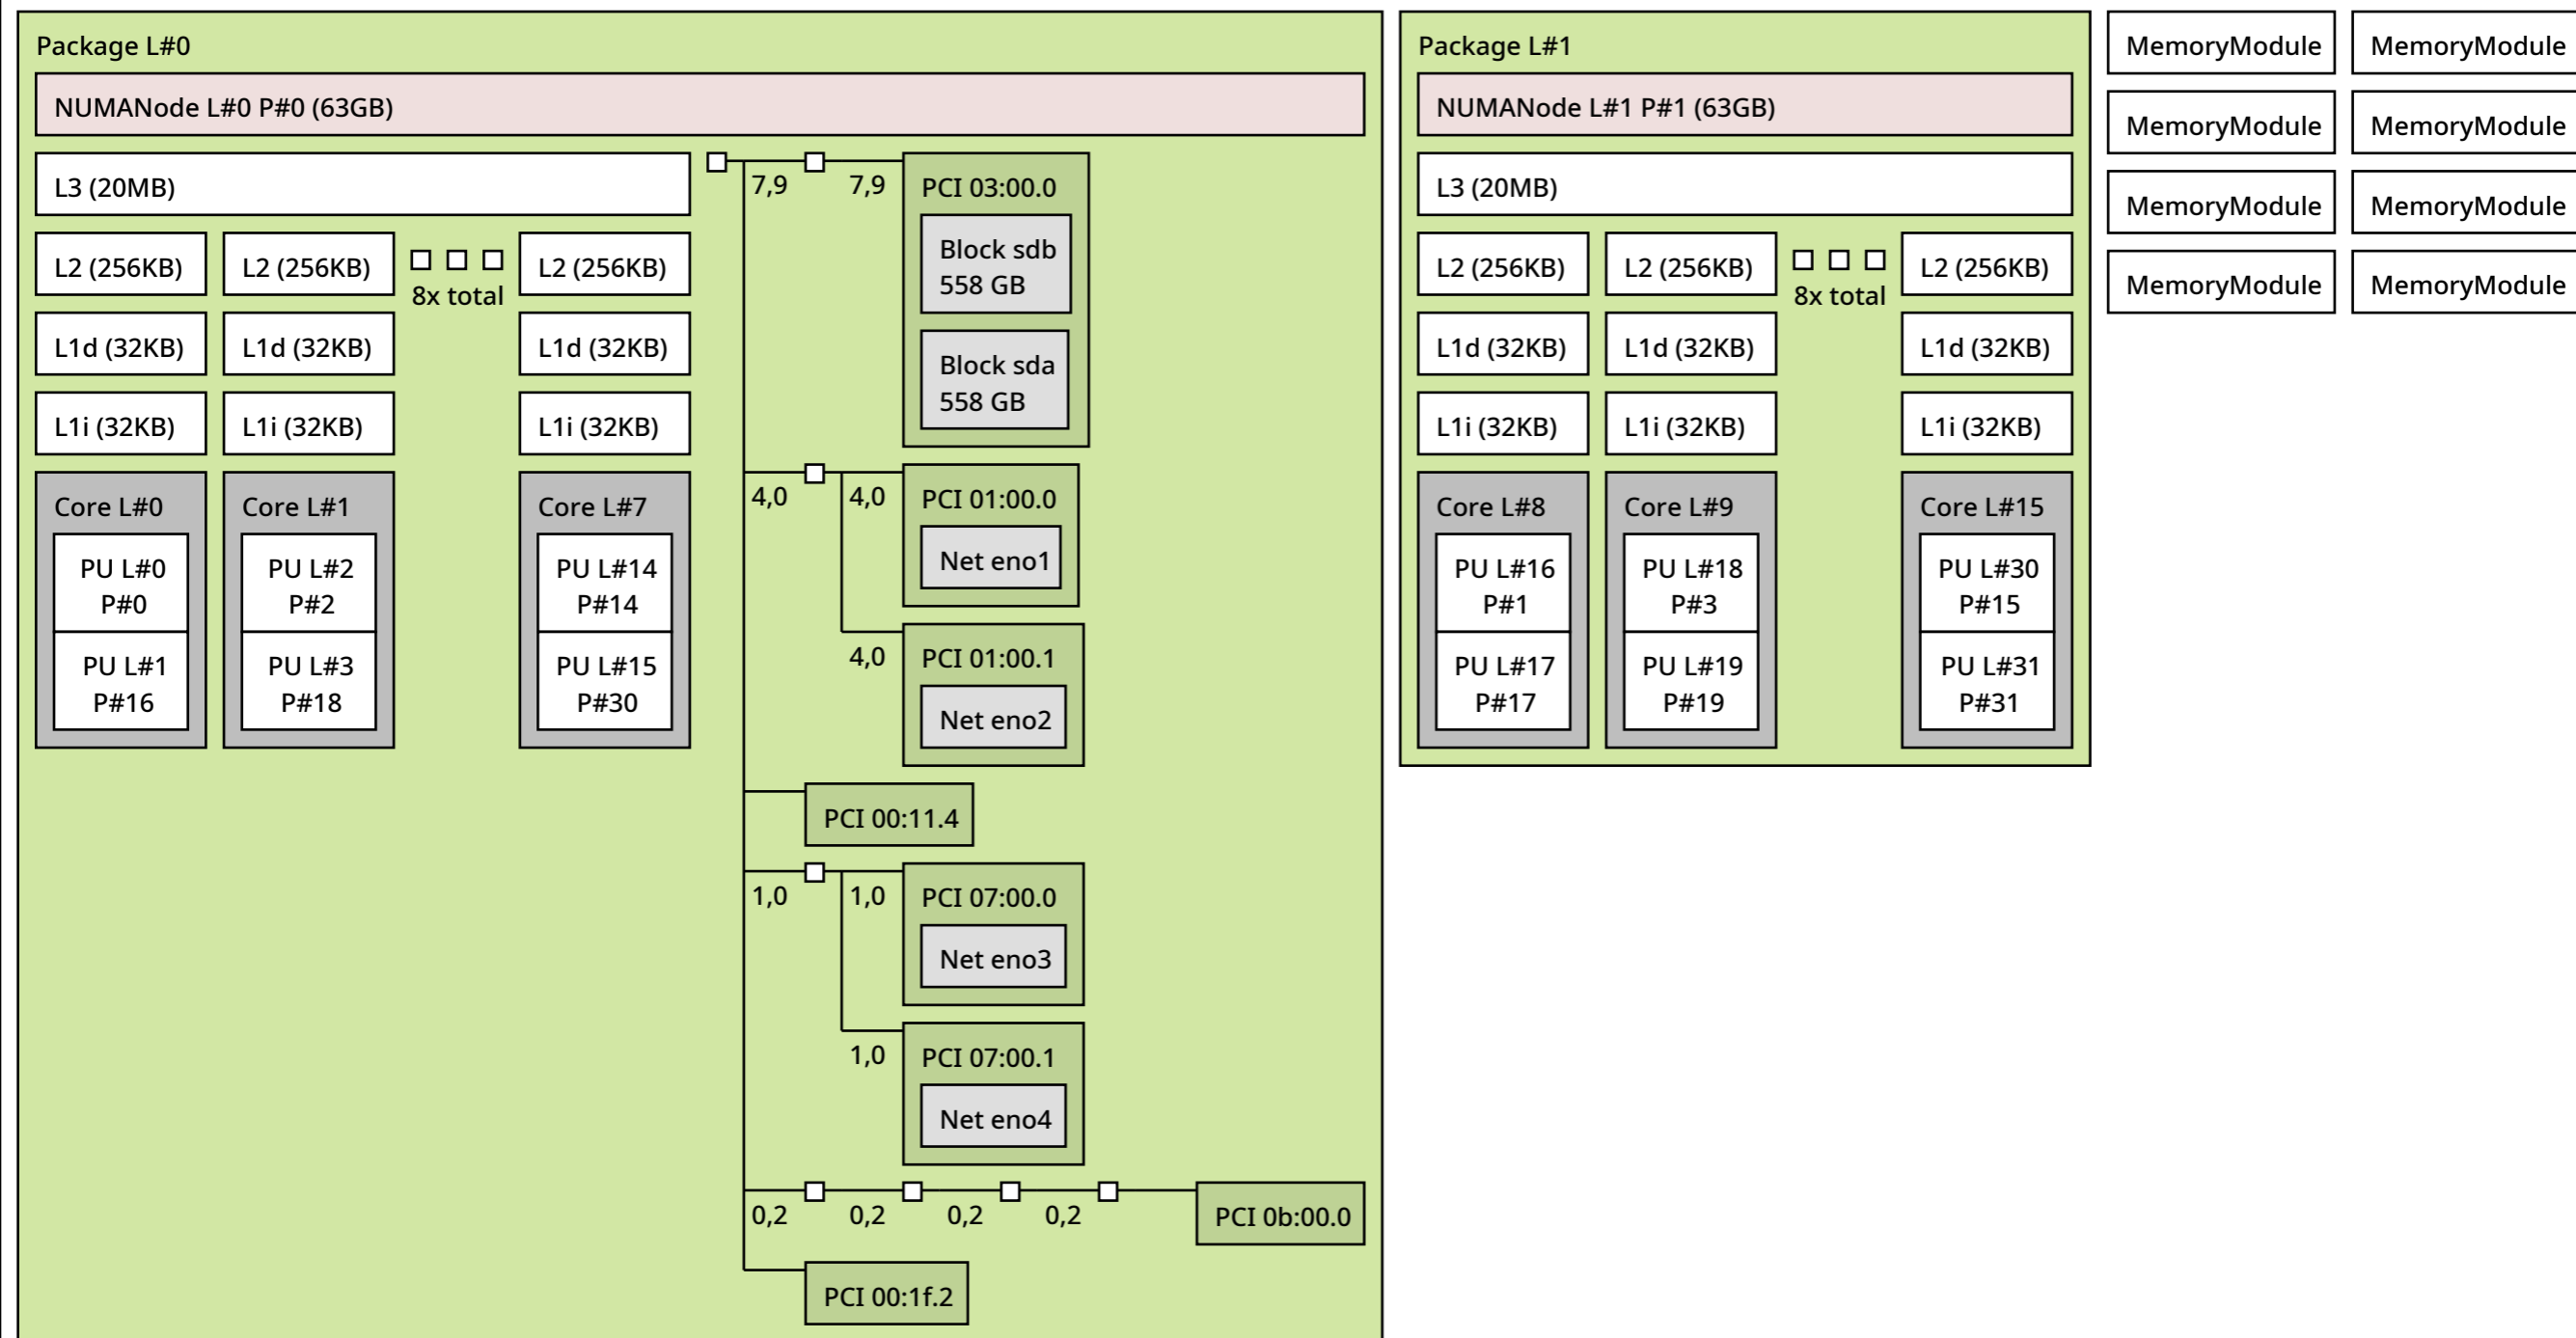 Package L#0
NUMANode L#0 P#0 (63GB)
L3 (20MB)
L2 (256KB)
L2 (256KB)
8x total
L2 (256KB)
L1d (32KB)
L1d (32KB)
L1d (32KB)
L1i (32KB)
L1i (32KB)
L1i (32KB)
Core L#0
PU L#0
P#0
PU L#1
P#16
Core L#1
PU L#2
P#2
PU L#3
P#18
Core L#7
PU L#14
P#14
PU L#15
P#30
7,9
7,9
PCI 03:00.0
Block sdb
558 GB
Block sda
558 GB
4,0
4,0
PCI 01:00.0
Net eno1
4,0
PCI 01:00.1
Net eno2
PCI 00:11.4
1,0
1,0
PCI 07:00.0
Net eno3
1,0
PCI 07:00.1
Net eno4
0,2
0,2
0,2
0,2
PCI 0b:00.0
PCI 00:1f.2
Package L#1
NUMANode L#1 P#1 (63GB)
L3 (20MB)
L2 (256KB)
L2 (256KB)
8x total
L2 (256KB)
L1d (32KB)
L1d (32KB)
L1d (32KB)
L1i (32KB)
L1i (32KB)
L1i (32KB)
Core L#8
PU L#16
P#1
PU L#17
P#17
Core L#9
PU L#18
P#3
PU L#19
P#19
Core L#15
PU L#30
P#15
PU L#31
P#31
MemoryModule
MemoryModule
MemoryModule
MemoryModule
MemoryModule
MemoryModule
MemoryModule
MemoryModule